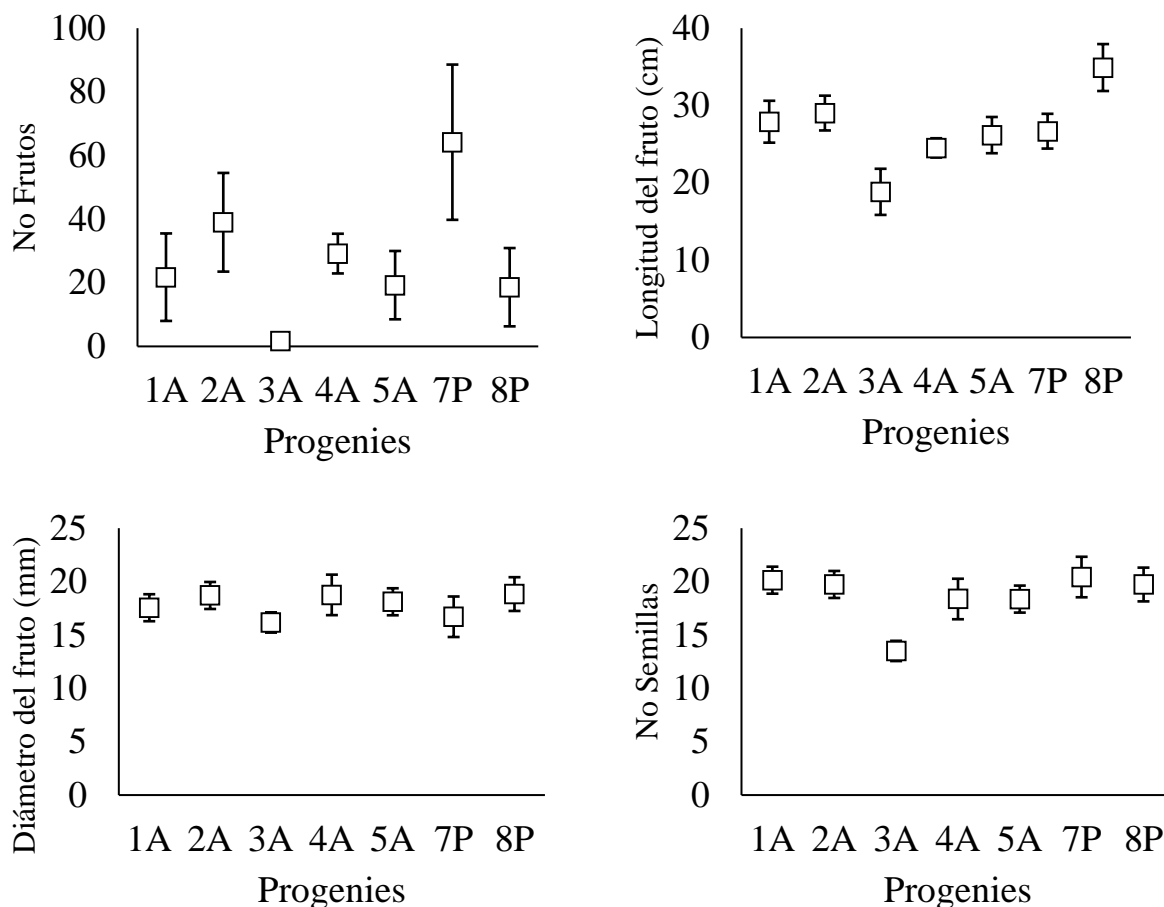 No Frutos
100
80
60
40
20
0
1A 2A 3A 4A 5A 7P 8P
Progenies
Longitud del fruto (cm)
40
30
20
10
0
1A 2A 3A 4A 5A 7P 8P
Progenies
Diámetro del fruto (mm)
25
20
15
10
5
0
1A 2A 3A 4A 5A 7P 8P
Progenies
No Semillas
25
20
15
10
5
0
1A 2A 3A 4A 5A 7P 8P
Progenies